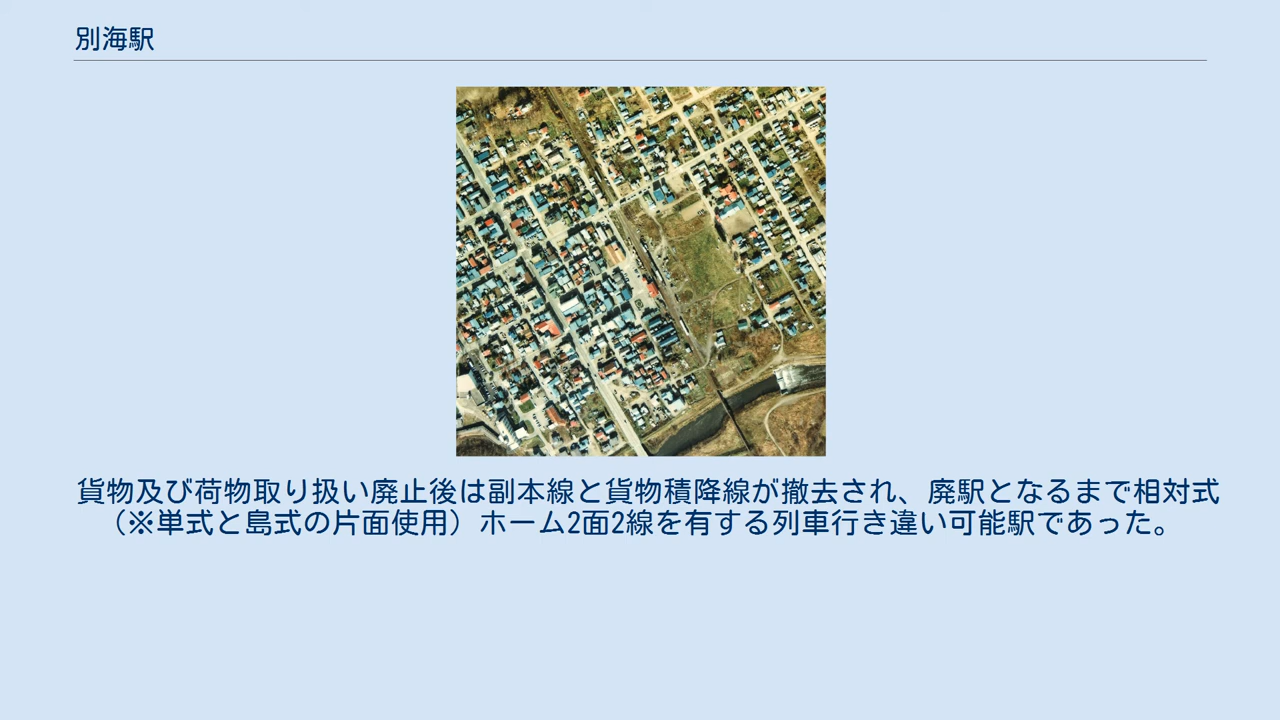 別海駅
貨物及び荷物取り扱い廃止後は副本線と貨物積降線が撤去され、廃駅となるまで相対式
（※単式と島式の片面使用）ホーム2面2線を有する列車行き違い可能駅であった。